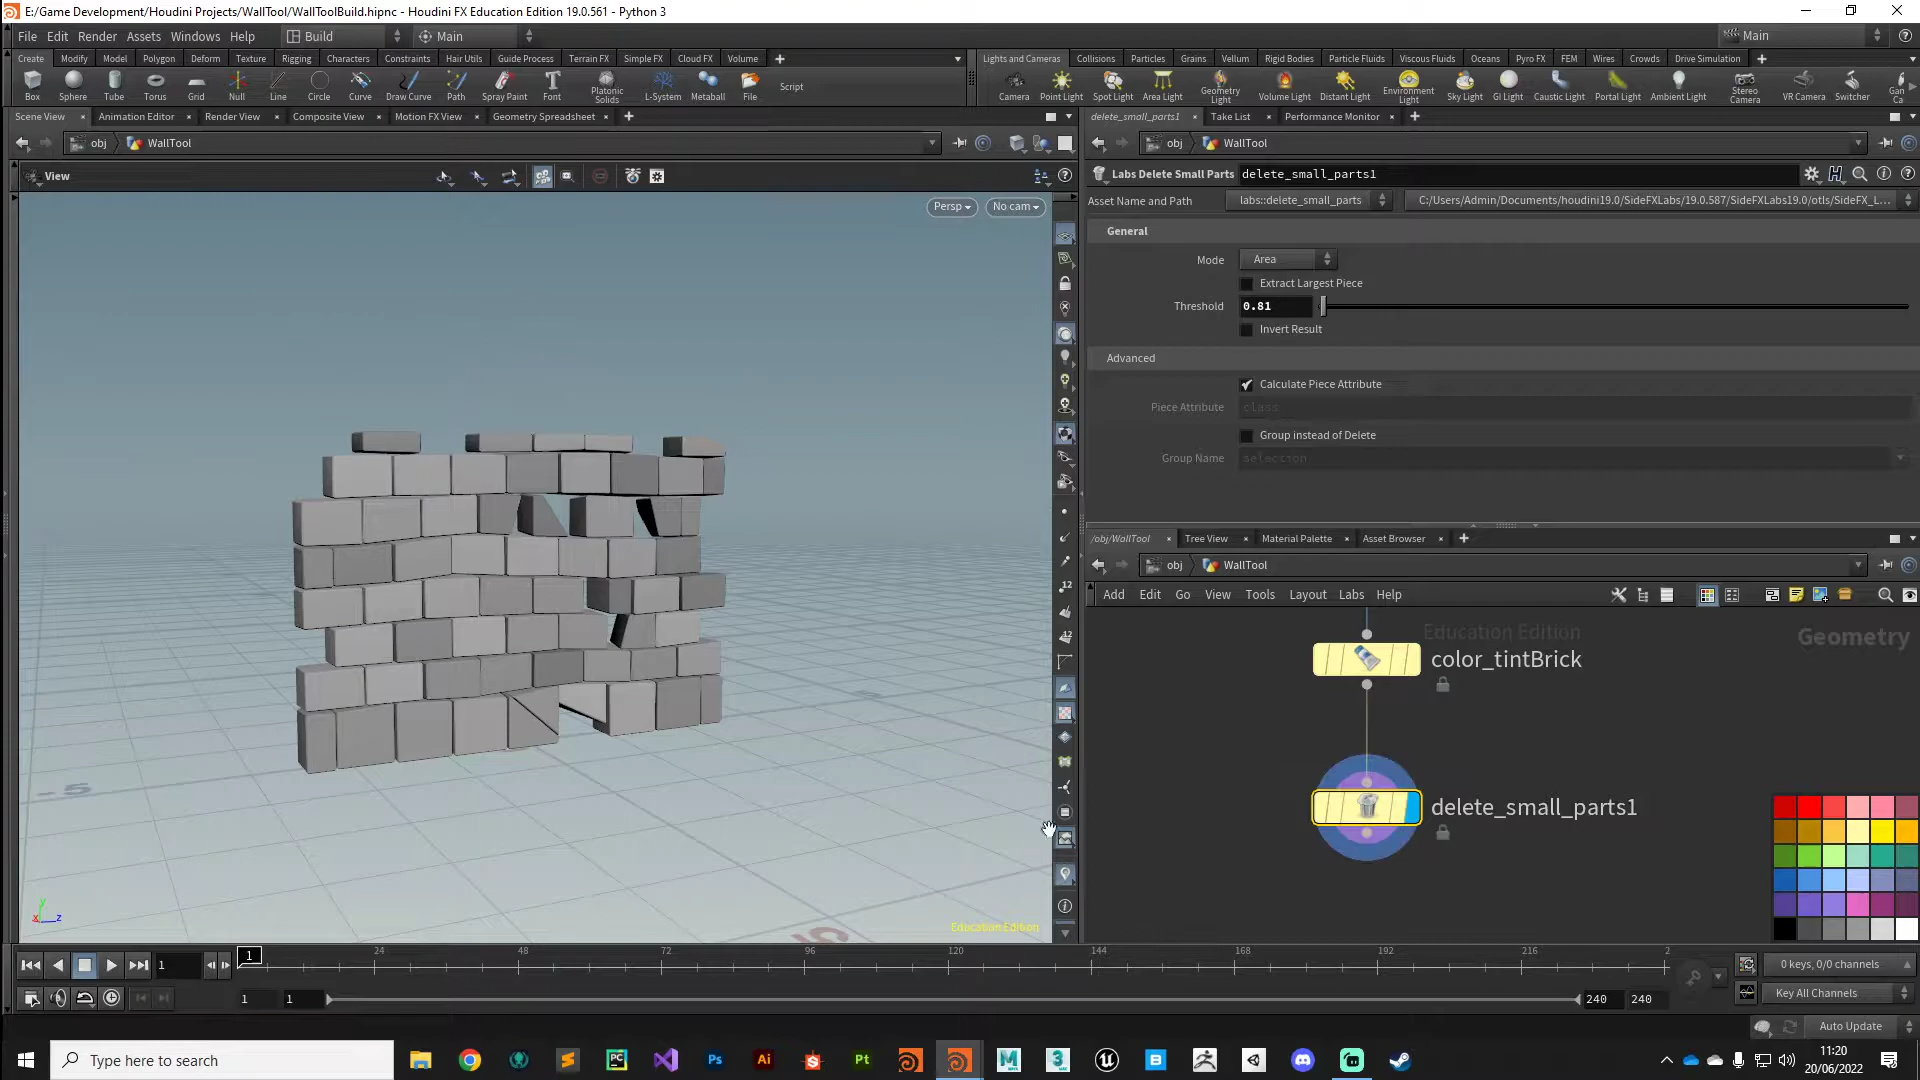 E:/Game Development/Houdini Projects/WallTool/WallToolBuild.hipnc - Houdini FX Education Edition 19.0.561 - Python 3
File Edit Render Assets Windows Help Build Main Main
Create Modify Model Polygon Deform Texture Rigging Characters Constraints Hair Utils Guide Process Terrain FX Simple FX Cloud FX Volume
Lights and Cameras Collisions Particles Grains Vellum Rigid Bodies Particle Fluids Viscous Fluids Oceans Pyro FX FEM Wires Crowds Drive Simulation
Box Sphere Tube Torus Grid Null Line Circle Curve Draw Curve Path Spray Paint Font Platonic Solids L-System Metaball File Script
Camera Point Light Spot Light Area Light Geometry Light Volume Light Distant Light Environment Light Sky Light GI Light Caustic Light Portal Light Ambient Light Stereo Camera VR Camera Switcher
Scene View Animation Editor Render View Composite View Motion FX View Geometry Spreadsheet
delete_small_parts1 Take List Performance Monitor
obj WallTool
obj WallTool
View
Labs Delete Small Parts delete_small_parts1
Asset Name and Path labs::delete_small_parts C:/Users/Admin/Documents/houdini19.0/SideFXLabs/19.0.587/SideFXLabs19.0/otls/SideFX_L...
Persp No cam
General
Mode Area
Extract Largest Piece
Threshold 0.81
Invert Result
Advanced
Calculate Piece Attribute
Piece Attribute class
Group instead of Delete
Group Name selection
/obj/WallTool Tree View Material Palette Asset Browser
obj WallTool
Add Edit Go View Tools Layout Labs Help
Education Edition
Geometry
color_tintBrick
delete_small_parts1
-5
Education Edition
y
x z
1 24 48 72 96 120 144 168 192 216 2
1
0 keys, 0/0 channels
1 1 240 240
Key All Channels
Auto Update
Type here to search
11:20
20/06/2022